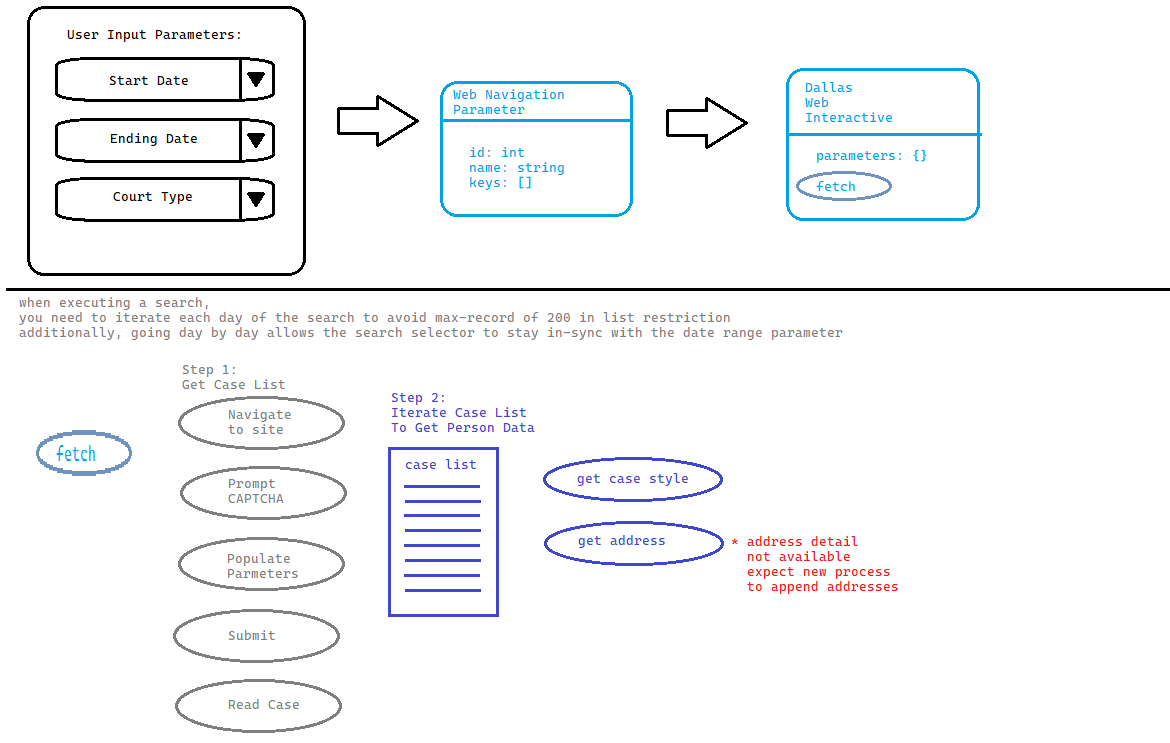 User Input Parameters:
Start Date
Ending Date
Court Type
Web Navigation
Parameter
id: int
name: string
keys: []
Dallas
Web
Interactive
parameters: {}
fetch
when executing a search,
you need to iterate each day of the search to avoid max-record of 200 in list restriction
additionally, going day by day allows the search selector to stay in-sync with the date range parameter
fetch
Step 1:
Get Case List
Navigate
to site
Prompt
CAPTCHA
Populate
Parmeters
Submit
Read Case
Step 2:
Iterate Case List
To Get Person Data
case list
get case style
get address
* address detail
not available
expect new process
to append addresses